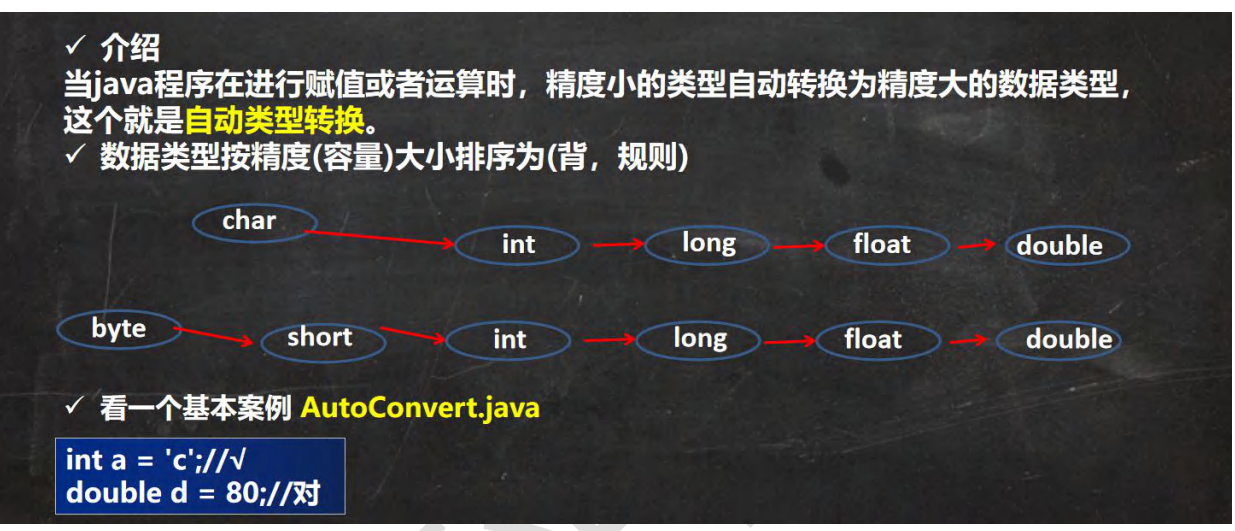 ✓ 介绍
当java程序在进行赋值或者运算时，精度小的类型自动转换为精度大的数据类型，
这个就是自动类型转换。
✓ 数据类型按精度(容量)大小排序为(背，规则)
char int long float double
byte short int long float double
✓ 看一个基本案例 AutoConvert.java
int a = 'c';//√
double d = 80;//对